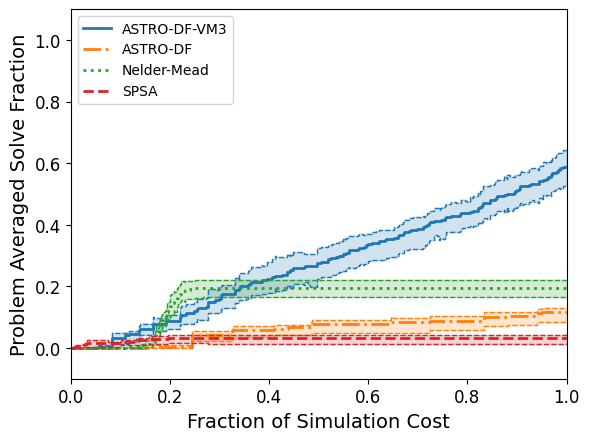 ASTRO-DF-VM3
ASTRO-DF
Nelder-Mead
SPSA
Problem Averaged Solve Fraction
1.0
0.8
0.6
0.4
0.2
0.0
0.0 0.2 0.4 0.6 0.8 1.0
Fraction of Simulation Cost